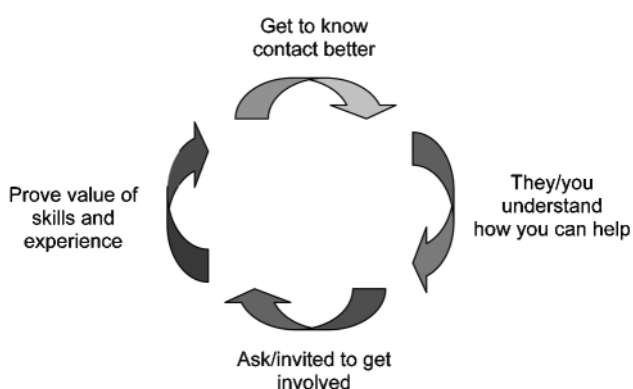 Get to know
contact better
They/you
understand
how you can help
Ask/invited to get
involved
Prove value of
skills and
experience